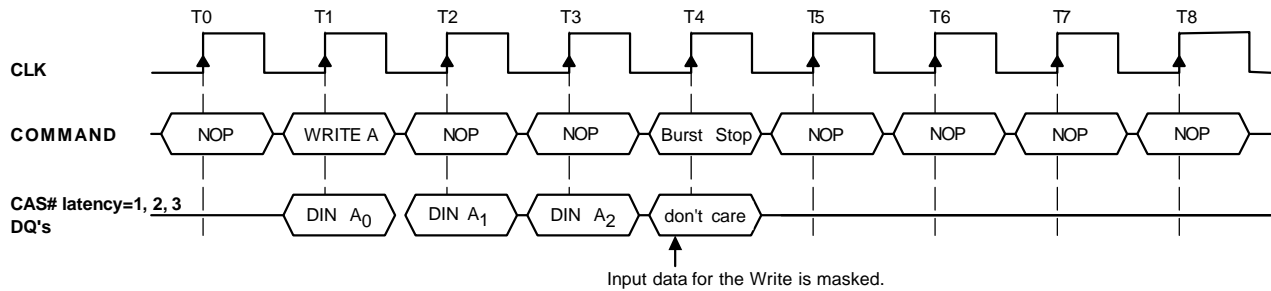 T0 T1 T2 T3 T4 T5 T6 T7 T8
CLK
COMMAND NOP WRITE A NOP NOP Burst Stop NOP NOP NOP NOP
CAS# latency=1, 2, 3
DQ's DIN A0 DIN A1 DIN A2 don't care
Input data for the Write is masked.